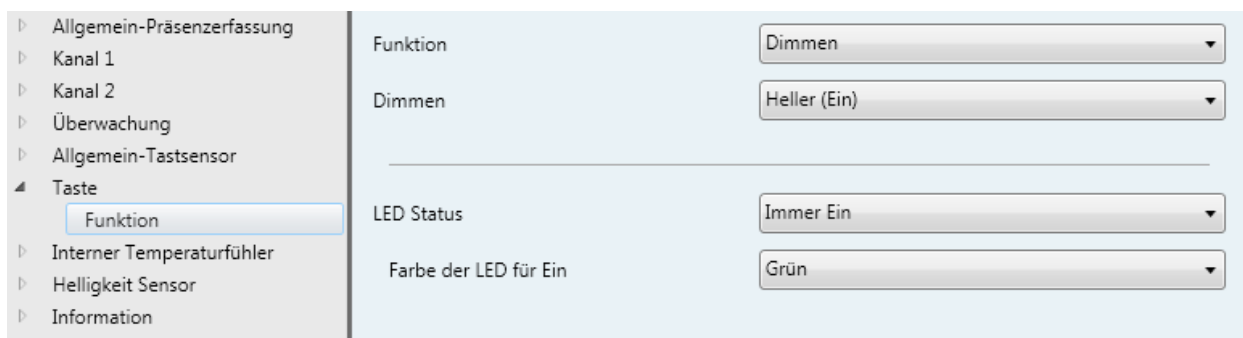 Allgemein-Präsenzerfassung
Kanal 1
Kanal 2
Überwachung
Allgemein-Tastsensor
Taste
Funktion
Interner Temperaturfühler
Helligkeit Sensor
Information
Funktion Dimmen
Dimmen Heller (Ein)
LED Status Immer Ein
Farbe der LED für Ein Grün